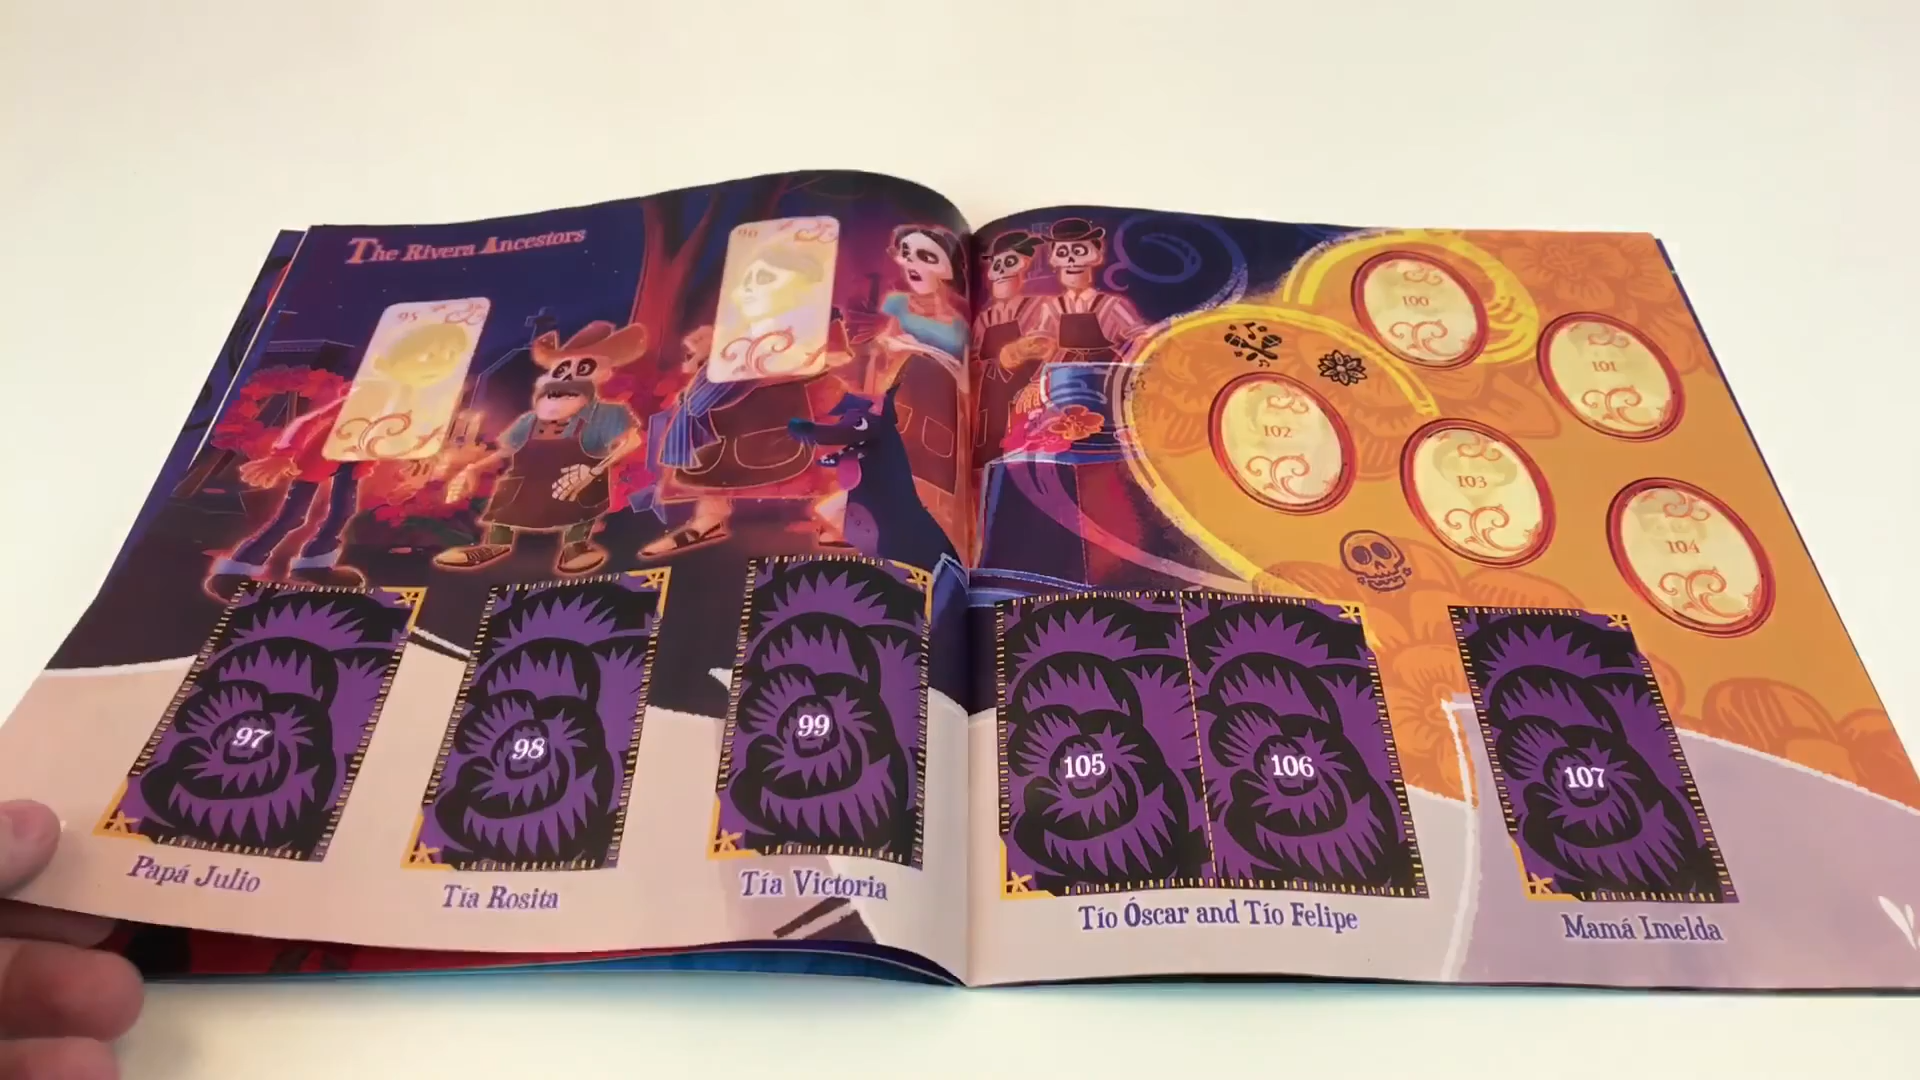 The Rivera Ancestors
95
96
97
Papá Julio
98
Tía Rosita
99
Tía Victoria
100
101
102
103
104
105
106
Tío Óscar and Tío Felipe
107
Mamá Imelda